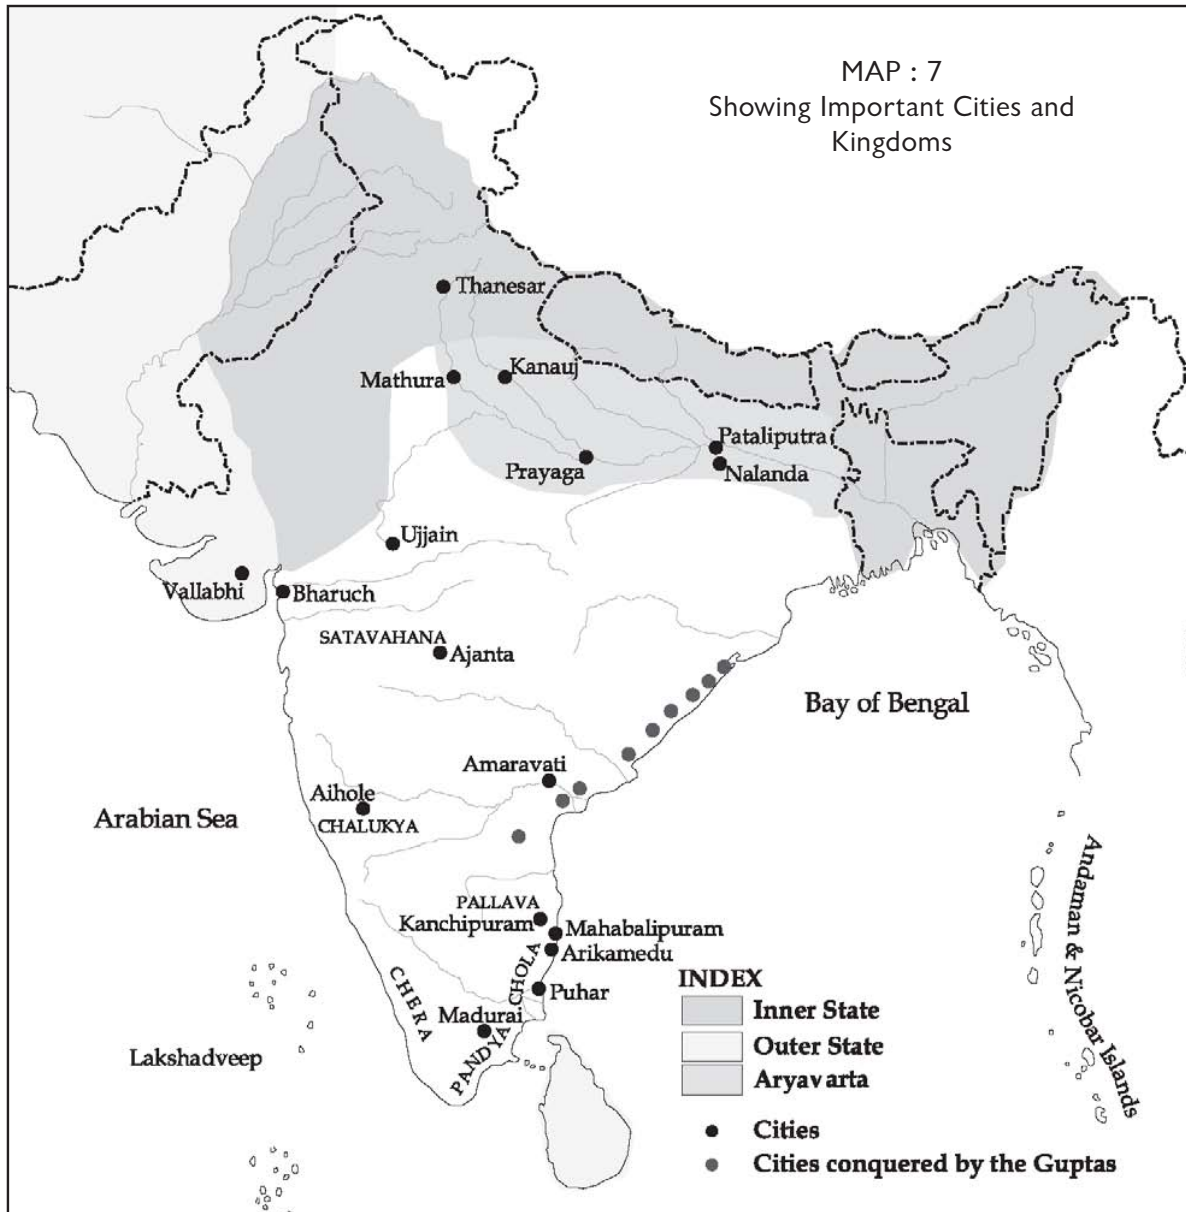 MAP : 7
Showing Important Cities and
Kingdoms
Thanesar
Kanauj
Mathura
Pataliputra
Prayaga
Nalanda
Ujjain
Vallabhi
Bharuch
SATAVAHANA
Ajanta
Bay of Bengal
Amaravati
Aihole
Arabian Sea
CHALUKYA
PALLAVA
Kanchipuram
Mahabalipuram
Arikamedu
CHOLA
CHERA
Puhar
Madurai
PANDYA
Lakshadweep
Andaman & Nicobar Islands
INDEX
Inner State
Outer State
Aryavarta
Cities
Cities conquered by the Guptas